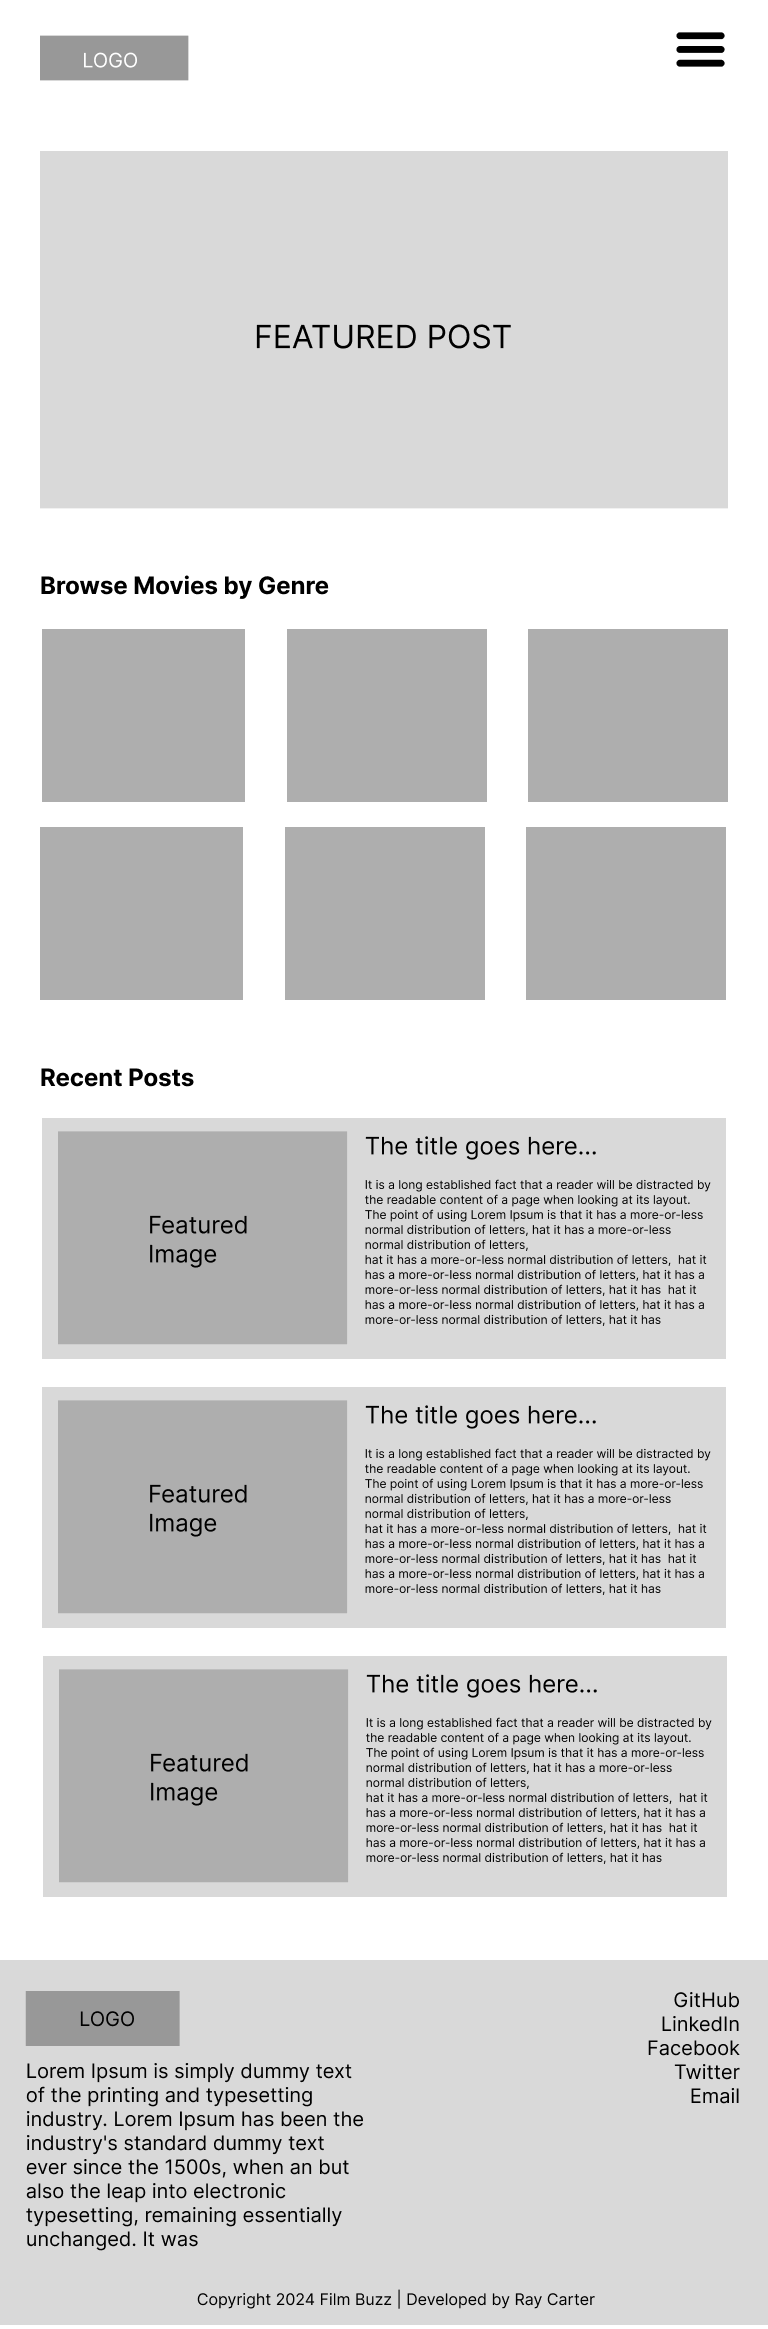 LOGO
FEATURED POST
Browse Movies by Genre
Recent Posts
Featured
Image
The title goes here...
It is a long established fact that a reader will be distracted by
the readable content of a page when looking at its layout.
The point of using Lorem Ipsum is that it has a more-or-less
normal distribution of letters, hat it has a more-or-less
normal distribution of letters,
hat it has a more-or-less normal distribution of letters,  hat it
has a more-or-less normal distribution of letters, hat it has a
more-or-less normal distribution of letters, hat it has  hat it
has a more-or-less normal distribution of letters, hat it has a
more-or-less normal distribution of letters, hat it has
Featured
Image
The title goes here...
It is a long established fact that a reader will be distracted by
the readable content of a page when looking at its layout.
The point of using Lorem Ipsum is that it has a more-or-less
normal distribution of letters, hat it has a more-or-less
normal distribution of letters,
hat it has a more-or-less normal distribution of letters,  hat it
has a more-or-less normal distribution of letters, hat it has a
more-or-less normal distribution of letters, hat it has  hat it
has a more-or-less normal distribution of letters, hat it has a
more-or-less normal distribution of letters, hat it has
Featured
Image
The title goes here...
It is a long established fact that a reader will be distracted by
the readable content of a page when looking at its layout.
The point of using Lorem Ipsum is that it has a more-or-less
normal distribution of letters, hat it has a more-or-less
normal distribution of letters,
hat it has a more-or-less normal distribution of letters,  hat it
has a more-or-less normal distribution of letters, hat it has a
more-or-less normal distribution of letters, hat it has  hat it
has a more-or-less normal distribution of letters, hat it has a
more-or-less normal distribution of letters, hat it has
LOGO
Lorem Ipsum is simply dummy text
of the printing and typesetting
industry. Lorem Ipsum has been the
industry's standard dummy text
ever since the 1500s, when an but
also the leap into electronic
typesetting, remaining essentially
unchanged. It was
GitHub
LinkedIn
Facebook
Twitter
Email
Copyright 2024 Film Buzz | Developed by Ray Carter